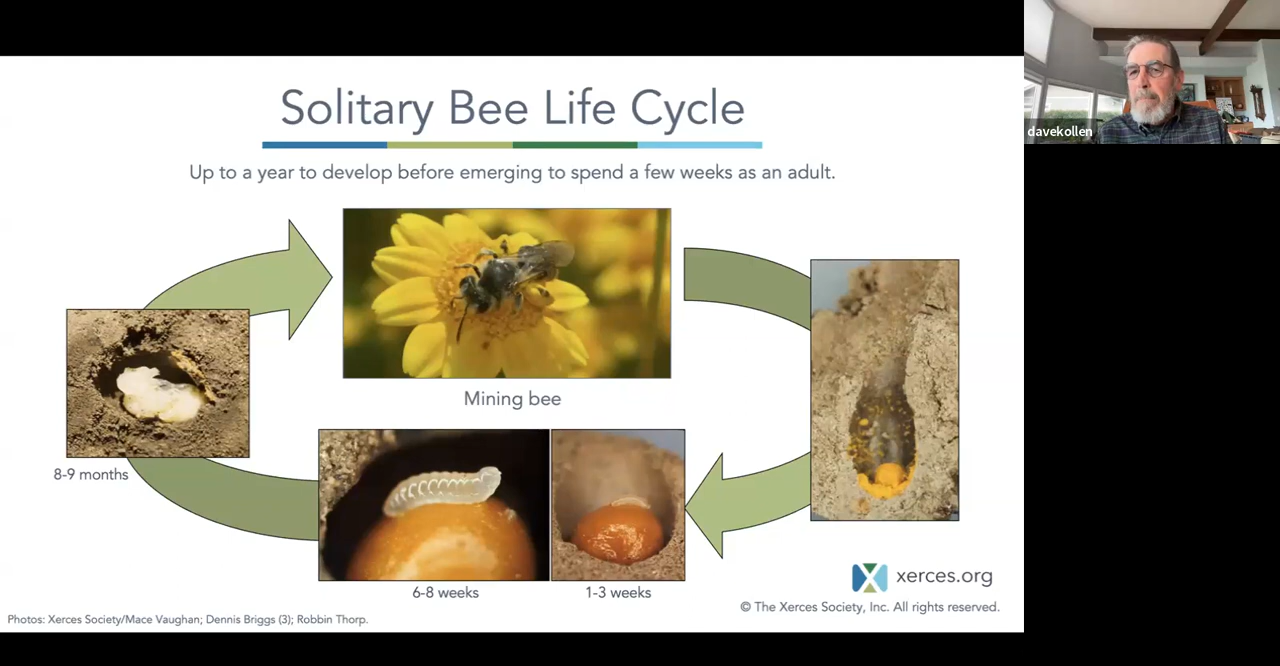 Solitary Bee Life Cycle
Up to a year to develop before emerging to spend a few weeks as an adult.
davekollen
Mining bee
8-9 months
6-8 weeks
1-3 weeks
xerces.org
© The Xerces Society, Inc. All rights reserved.
Photos: Xerces Society/Mace Vaughan; Dennis Briggs (3); Robbin Thorp.